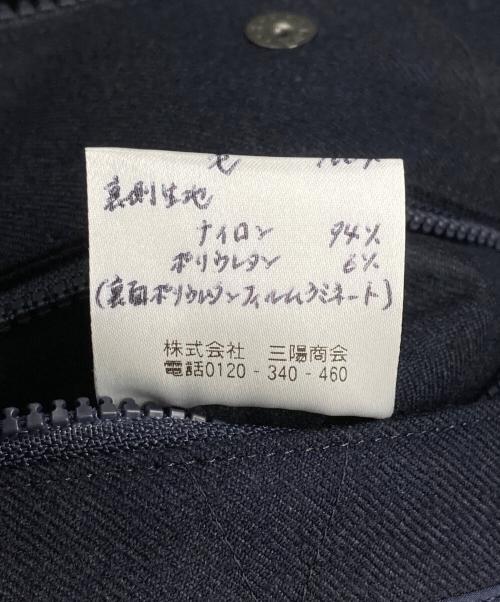 毛 100%
裏側生地
ナイロン 94%
ポリウレタン 6%
(裏面ポリウレタンフィルムラミネート)
株式会社 三陽商会
電話0120-340-460